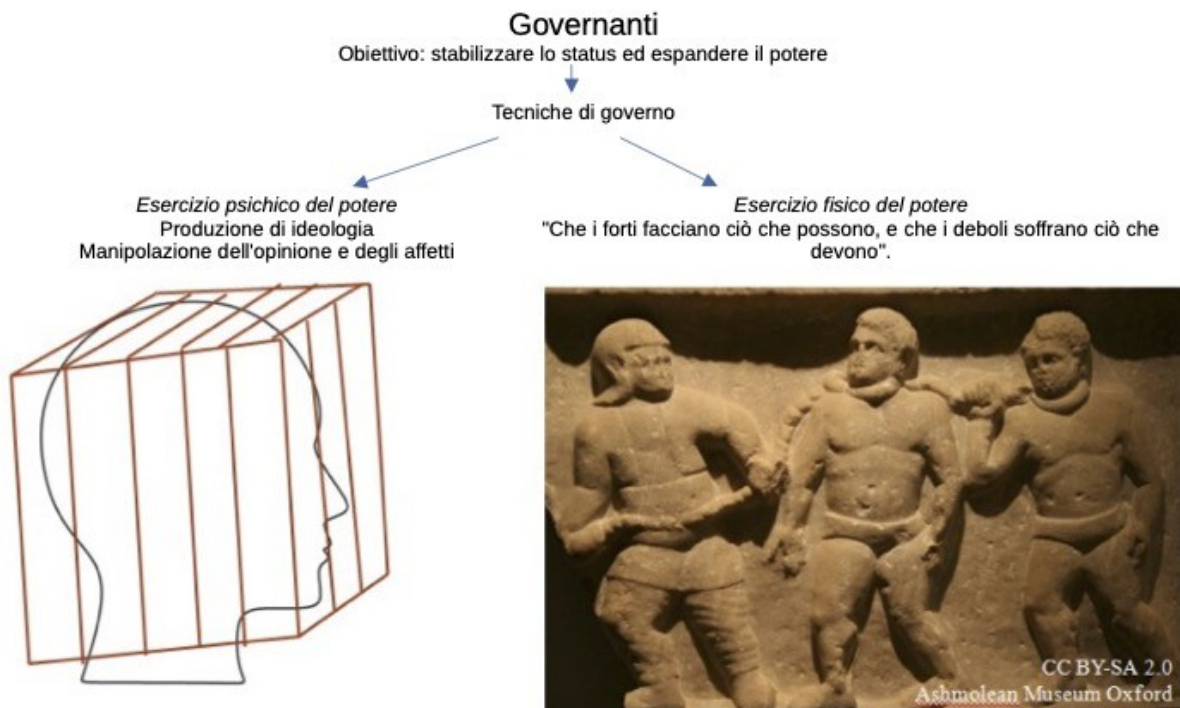 Governanti
Obiettivo: stabilizzare lo status ed espandere il potere
Tecniche di governo
Esercizio psichico del potere
Produzione di ideologia
Manipolazione dell'opinione e degli affetti
Esercizio fisico del potere
"Che i forti facciano ciò che possono, e che i deboli soffrano ciò che
devono".
CC BY-SA 2.0
Ashmolean Museum Oxford